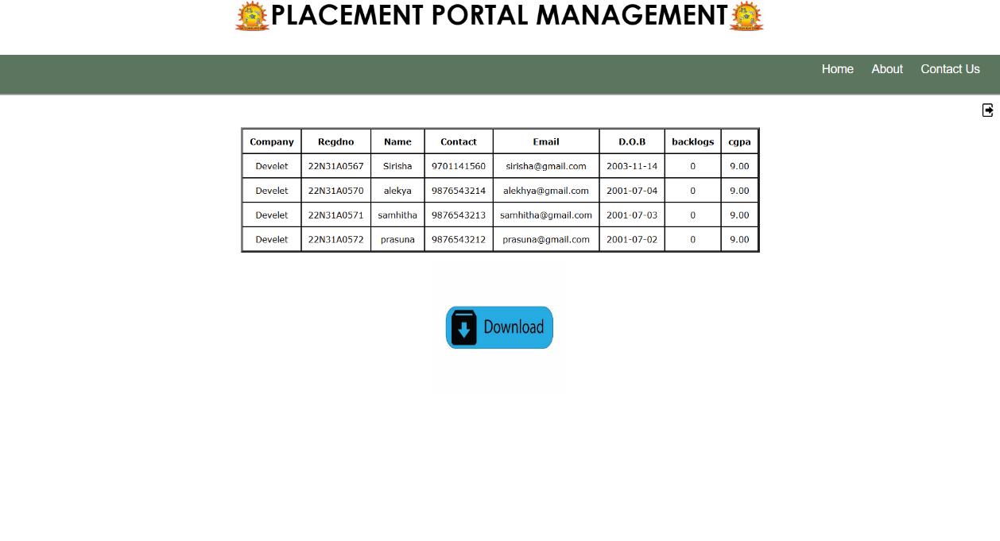 PLACEMENT PORTAL MANAGEMENT
Home About Contact Us
Company Regdno Name Contact Email D.O.B backlogs cgpa
Develet 22N31A0567 Sirisha 9701141560 sirisha@gmail.com 2003-11-14 0 9.00
Develet 22N31A0570 alekya 9876543214 alekhya@gmail.com 2001-07-04 0 9.00
Develet 22N31A0571 samhitha 9876543213 samhitha@gmail.com 2001-07-03 0 9.00
Develet 22N31A0572 prasuna 9876543212 prasuna@gmail.com 2001-07-02 0 9.00
Download